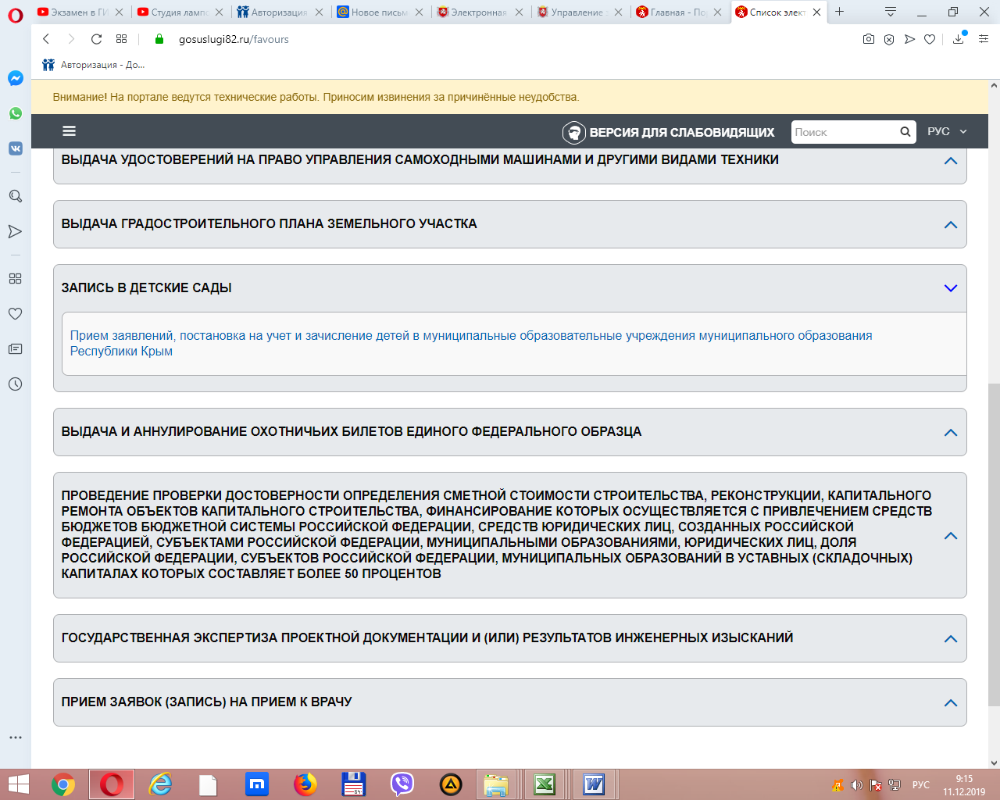 Экзамен в ГИ
Студия лампо
Авторизация
Новое письм
Электронная
Управление
Главная - По
Список элект
gosuslugi82.ru/favours
Авторизация - До...
Внимание! На портале ведутся технические работы. Приносим извинения за причинённые неудобства.
ВЕРСИЯ ДЛЯ СЛАБОВИДЯЩИХ
Поиск
РУС
ВЫДАЧА УДОСТОВЕРЕНИЙ НА ПРАВО УПРАВЛЕНИЯ САМОХОДНЫМИ МАШИНАМИ И ДРУГИМИ ВИДАМИ ТЕХНИКИ
ВЫДАЧА ГРАДОСТРОИТЕЛЬНОГО ПЛАНА ЗЕМЕЛЬНОГО УЧАСТКА
ЗАПИСЬ В ДЕТСКИЕ САДЫ
Прием заявлений, постановка на учет и зачисление детей в муниципальные образовательные учреждения муниципального образования
Республики Крым
ВЫДАЧА И АННУЛИРОВАНИЕ ОХОТНИЧЬИХ БИЛЕТОВ ЕДИНОГО ФЕДЕРАЛЬНОГО ОБРАЗЦА
ПРОВЕДЕНИЕ ПРОВЕРКИ ДОСТОВЕРНОСТИ ОПРЕДЕЛЕНИЯ СМЕТНОЙ СТОИМОСТИ СТРОИТЕЛЬСТВА, РЕКОНСТРУКЦИИ, КАПИТАЛЬНОГО
РЕМОНТА ОБЪЕКТОВ КАПИТАЛЬНОГО СТРОИТЕЛЬСТВА, ФИНАНСИРОВАНИЕ КОТОРЫХ ОСУЩЕСТВЛЯЕТСЯ С ПРИВЛЕЧЕНИЕМ СРЕДСТВ
БЮДЖЕТОВ БЮДЖЕТНОЙ СИСТЕМЫ РОССИЙСКОЙ ФЕДЕРАЦИИ, СРЕДСТВ ЮРИДИЧЕСКИХ ЛИЦ, СОЗДАННЫХ РОССИЙСКОЙ
ФЕДЕРАЦИЕЙ, СУБЪЕКТАМИ РОССИЙСКОЙ ФЕДЕРАЦИИ, МУНИЦИПАЛЬНЫМИ ОБРАЗОВАНИЯМИ, ЮРИДИЧЕСКИХ ЛИЦ, ДОЛЯ
РОССИЙСКОЙ ФЕДЕРАЦИИ, СУБЪЕКТОВ РОССИЙСКОЙ ФЕДЕРАЦИИ, МУНИЦИПАЛЬНЫХ ОБРАЗОВАНИЙ В УСТАВНЫХ (СКЛАДОЧНЫХ)
КАПИТАЛАХ КОТОРЫХ СОСТАВЛЯЕТ БОЛЕЕ 50 ПРОЦЕНТОВ
ГОСУДАРСТВЕННАЯ ЭКСПЕРТИЗА ПРОЕКТНОЙ ДОКУМЕНТАЦИИ И (ИЛИ) РЕЗУЛЬТАТОВ ИНЖЕНЕРНЫХ ИЗЫСКАНИЙ
ПРИЕМ ЗАЯВОК (ЗАПИСЬ) НА ПРИЕМ К ВРАЧУ
64
РУС
9:15
11.12.2019